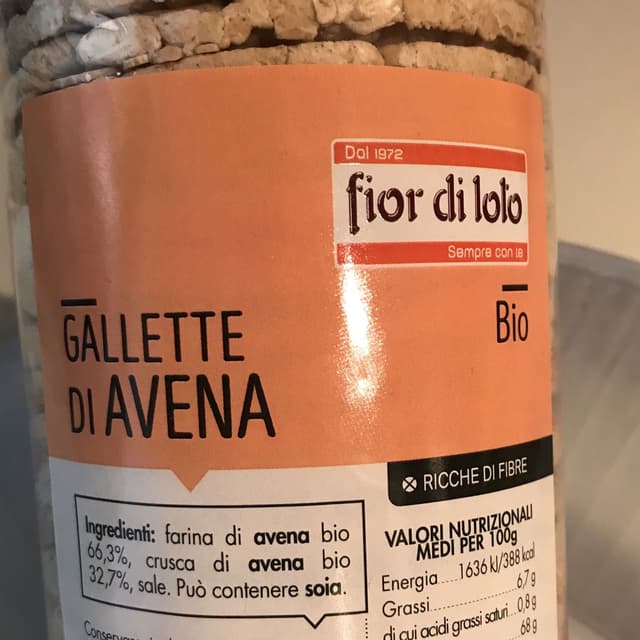 Dal 1972
fior di loto
Sempre con te
Bio
GALLETTE
DI AVENA
RICCHE DI FIBRE
Ingredienti: farina di avena bio
66,3%, crusca di avena bio
32,7%, sale. Può contenere soia.
VALORI NUTRIZIONALI
MEDI PER 100g
Energia.....1636 kJ/388 kcal
Grassi..............................6,7 g
di cui acidi grassi saturi...0,8 g
68 g